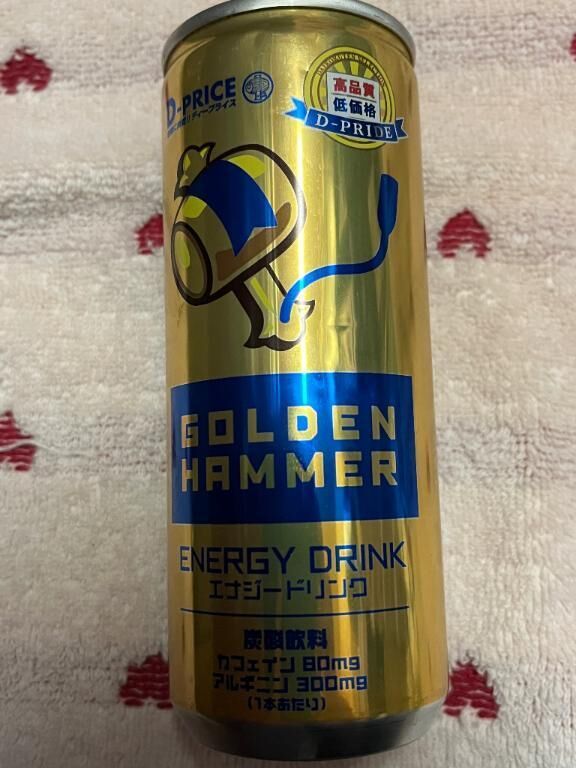 D-PRICE
ディープライス
高品質
低価格
D-PRIDE
GOLDEN
HAMMER
ENERGY DRINK
エナジードリンク
炭酸飲料
カフェイン 80mg
アルギニン 300mg
(1本あたり)